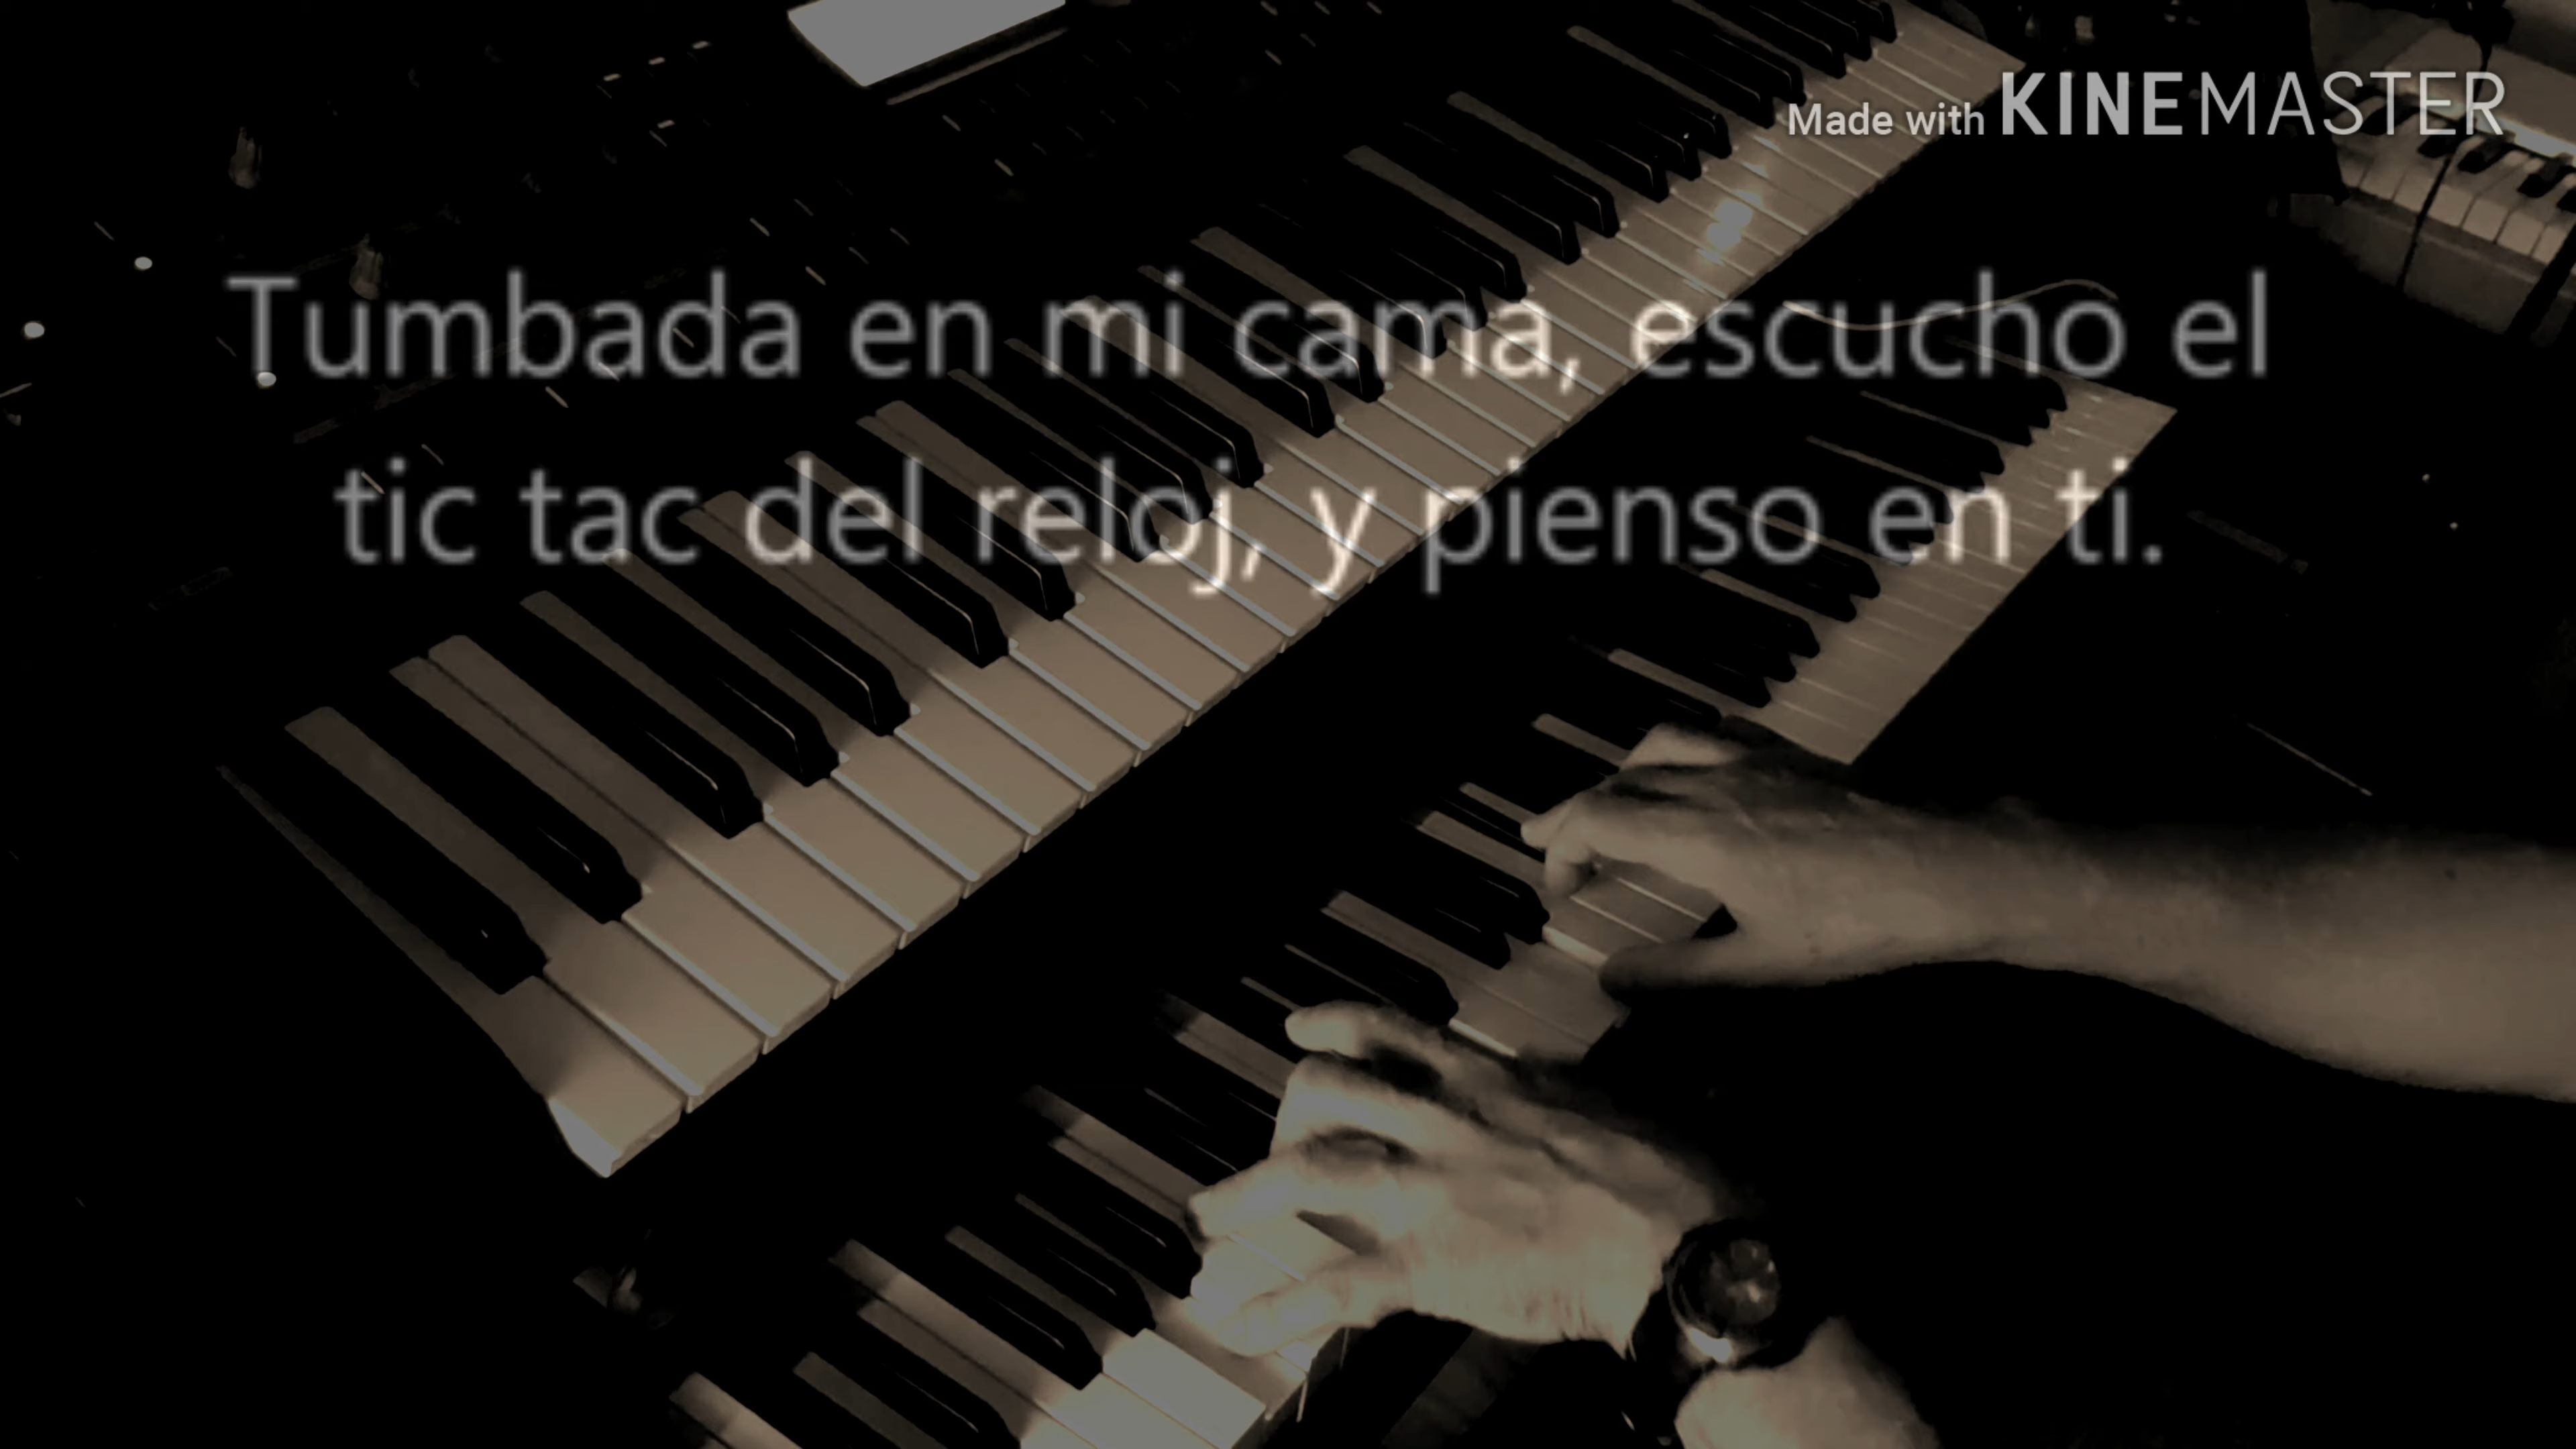 Made with KINEMASTER
Tumbada en mi cama, escucho el
tic tac del reloj, y pienso en ti.